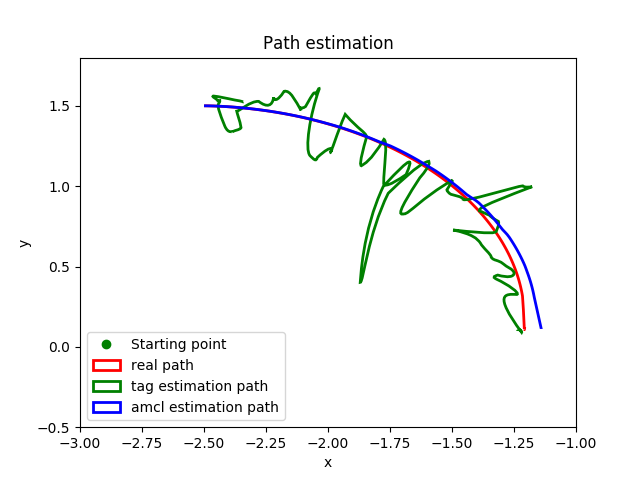 Path estimation
y
1.5
1.0
0.5
0.0
−0.5
Starting point
real path
tag estimation path
amcl estimation path
−3.00 −2.75 −2.50 −2.25 −2.00 −1.75 −1.50 −1.25 −1.00
x